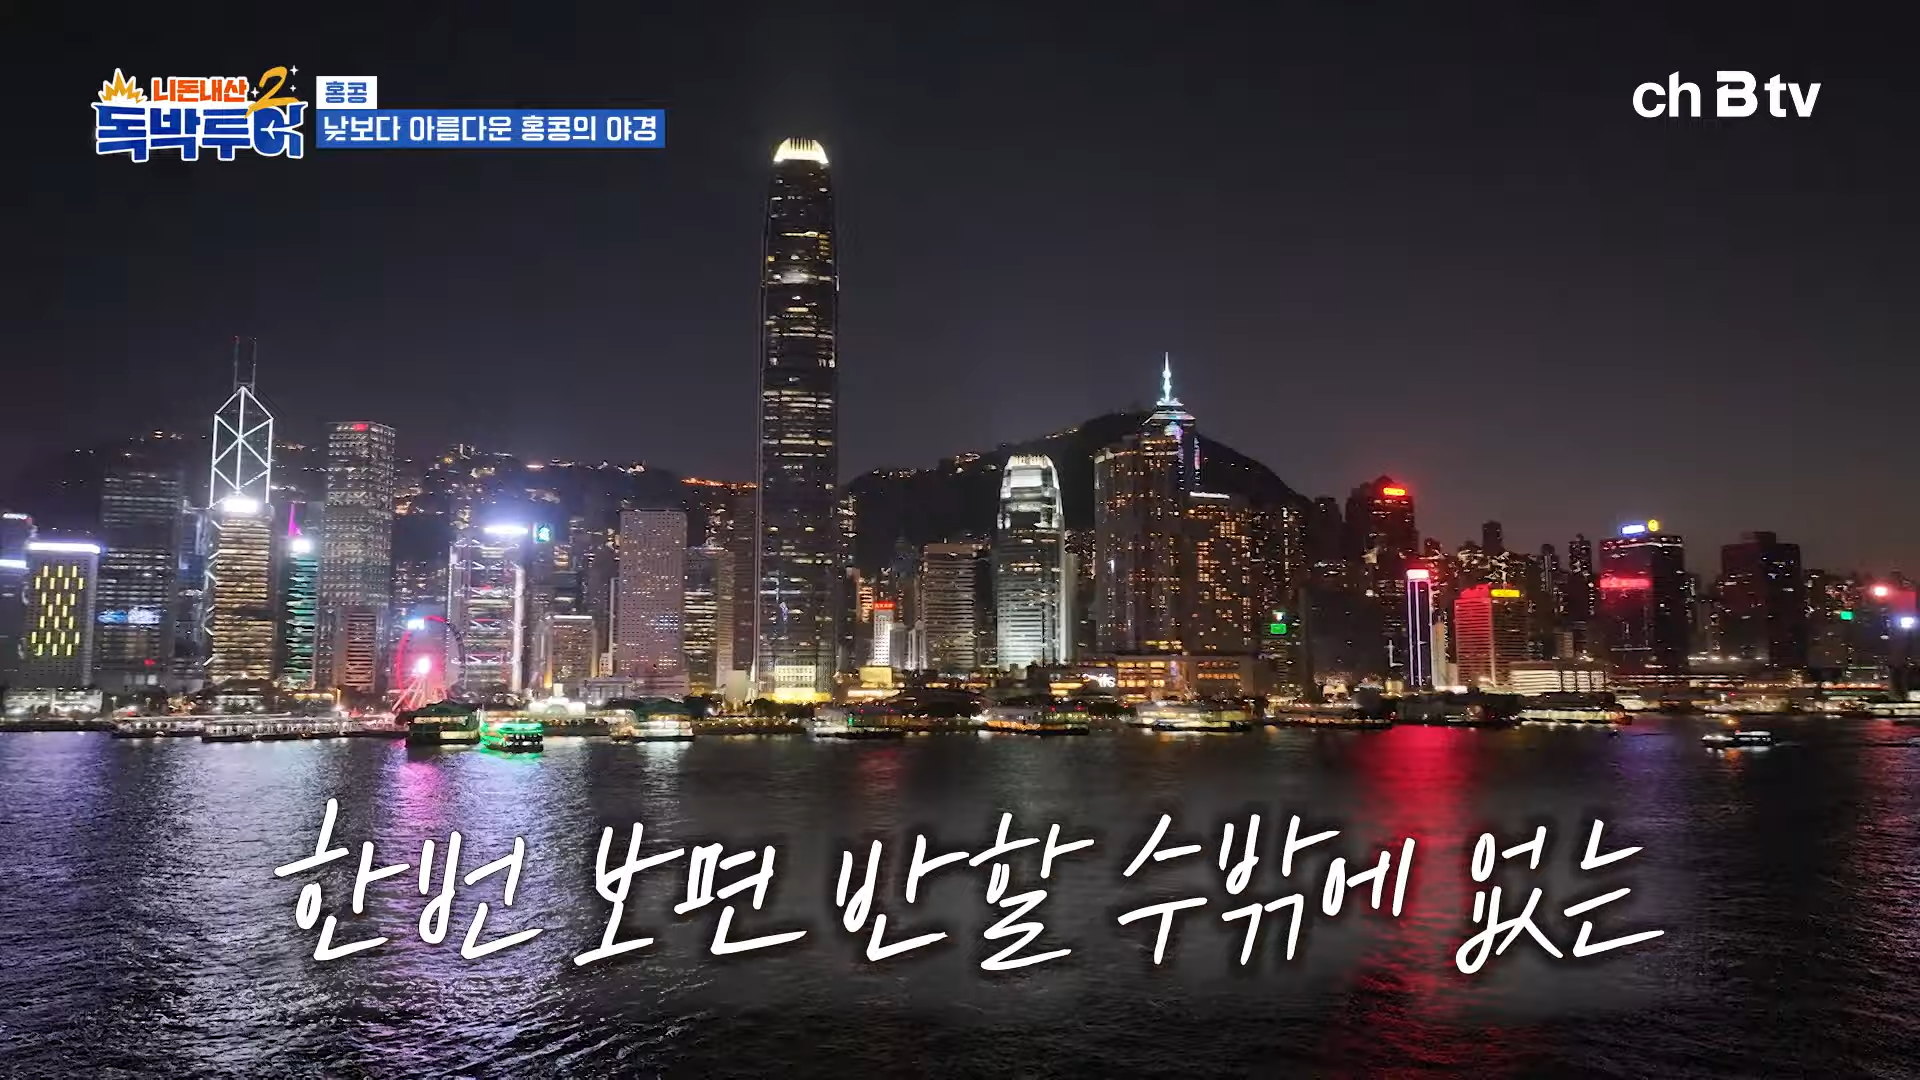 니돈내산 2
독박투어
홍콩
낮보다 아름다운 홍콩의 야경
ch B tv
ifs
한번 보면 반할 수밖에 없는